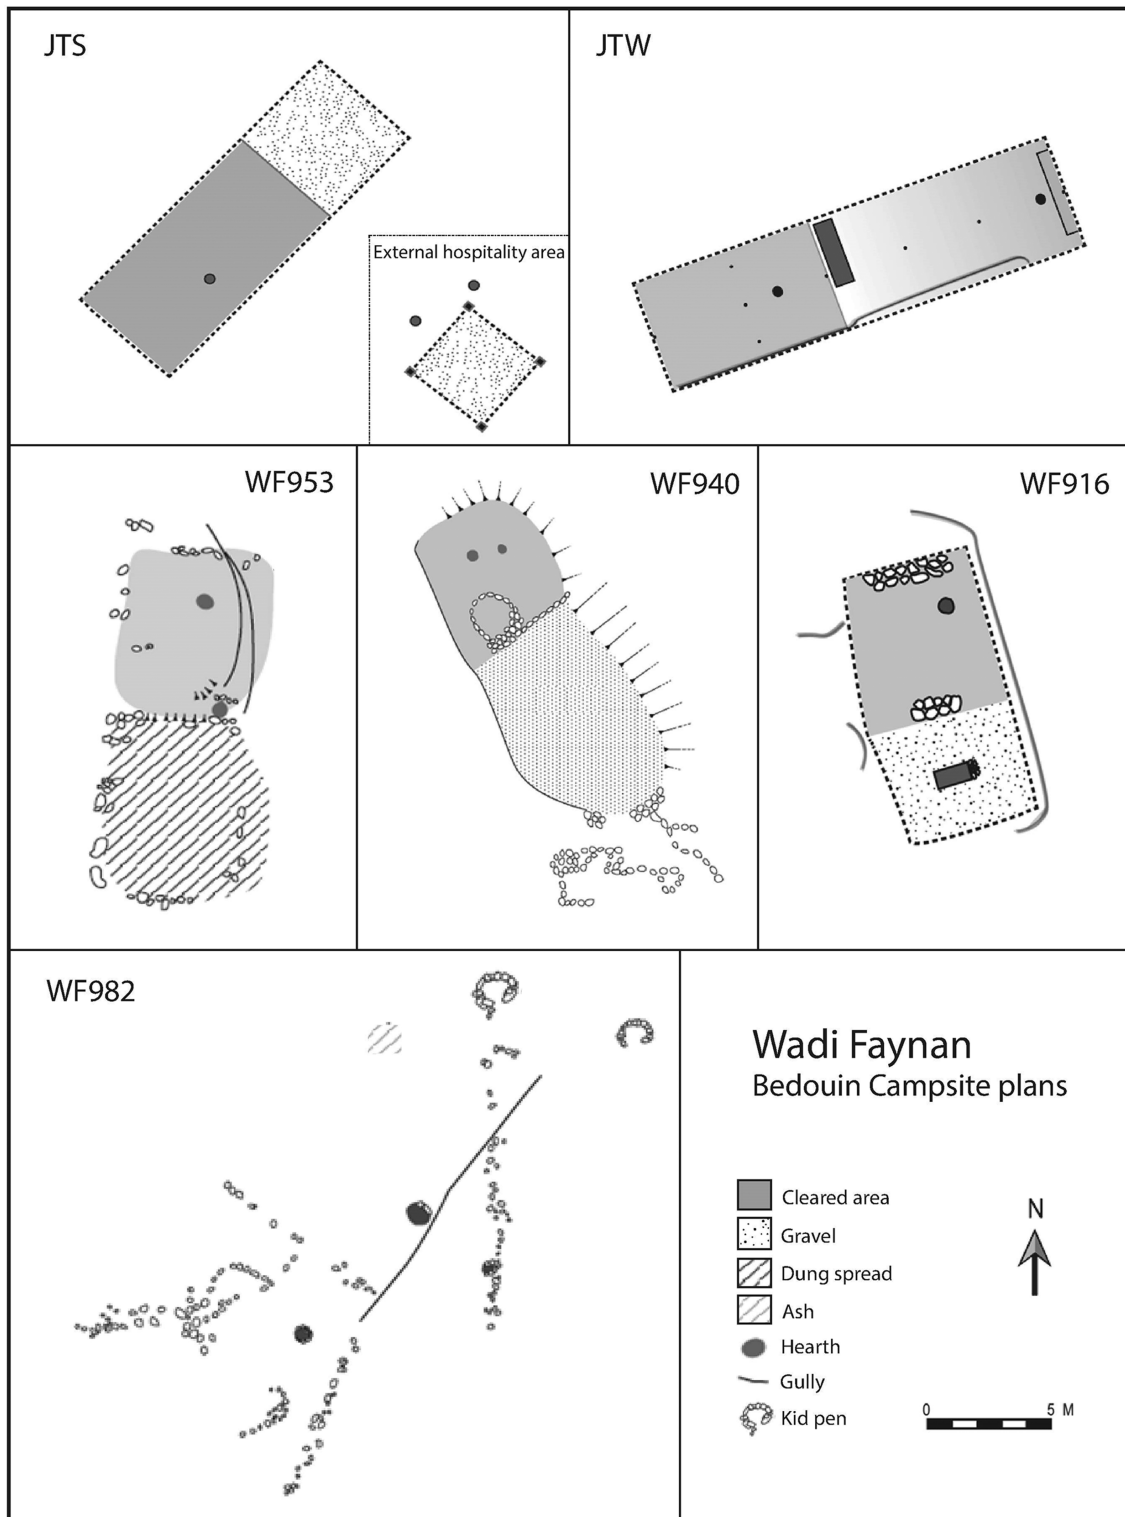 JTS
JTW
External hospitality area
WF953
WF940
WF916
WF982
Wadi Faynan
Bedouin Campsite plans
Cleared area
Gravel
Dung spread
Ash
Hearth
Gully
Kid pen
N
0 5 M